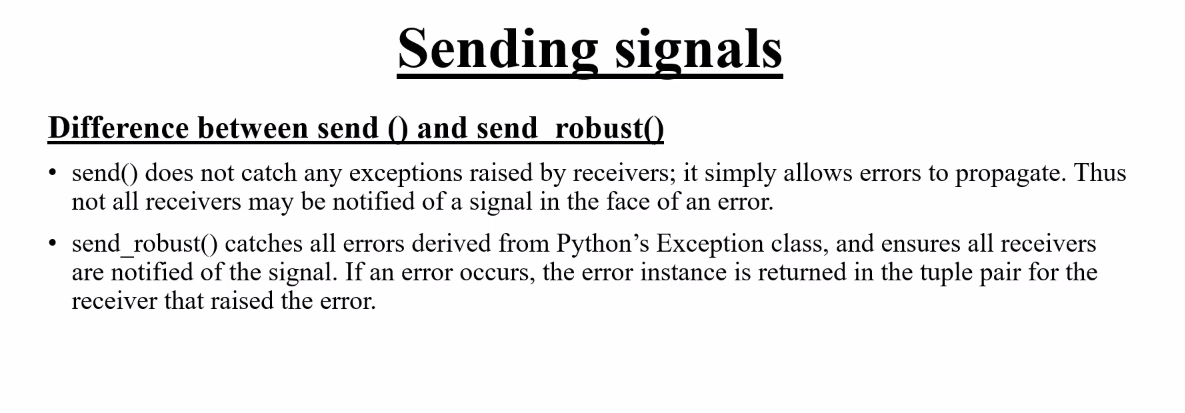 Sending signals
Difference between send () and send_robust()
• send() does not catch any exceptions raised by receivers; it simply allows errors to propagate. Thus
not all receivers may be notified of a signal in the face of an error.
• send_robust() catches all errors derived from Python’s Exception class, and ensures all receivers
are notified of the signal. If an error occurs, the error instance is returned in the tuple pair for the
receiver that raised the error.